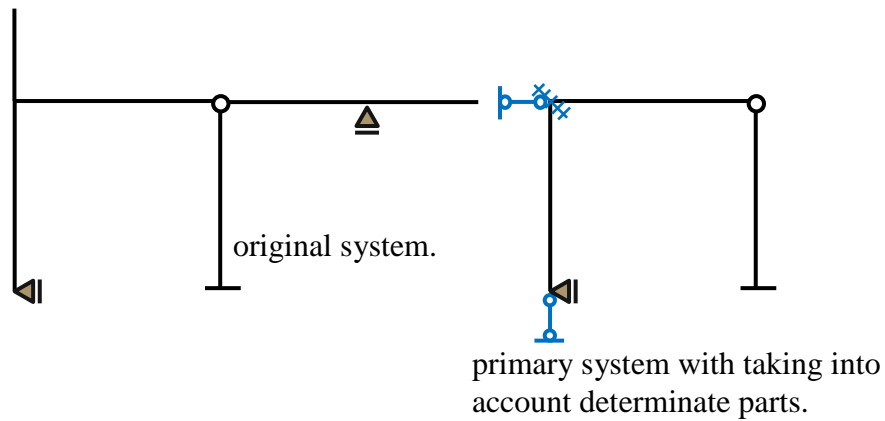 original system.
primary system with taking into
account determinate parts.